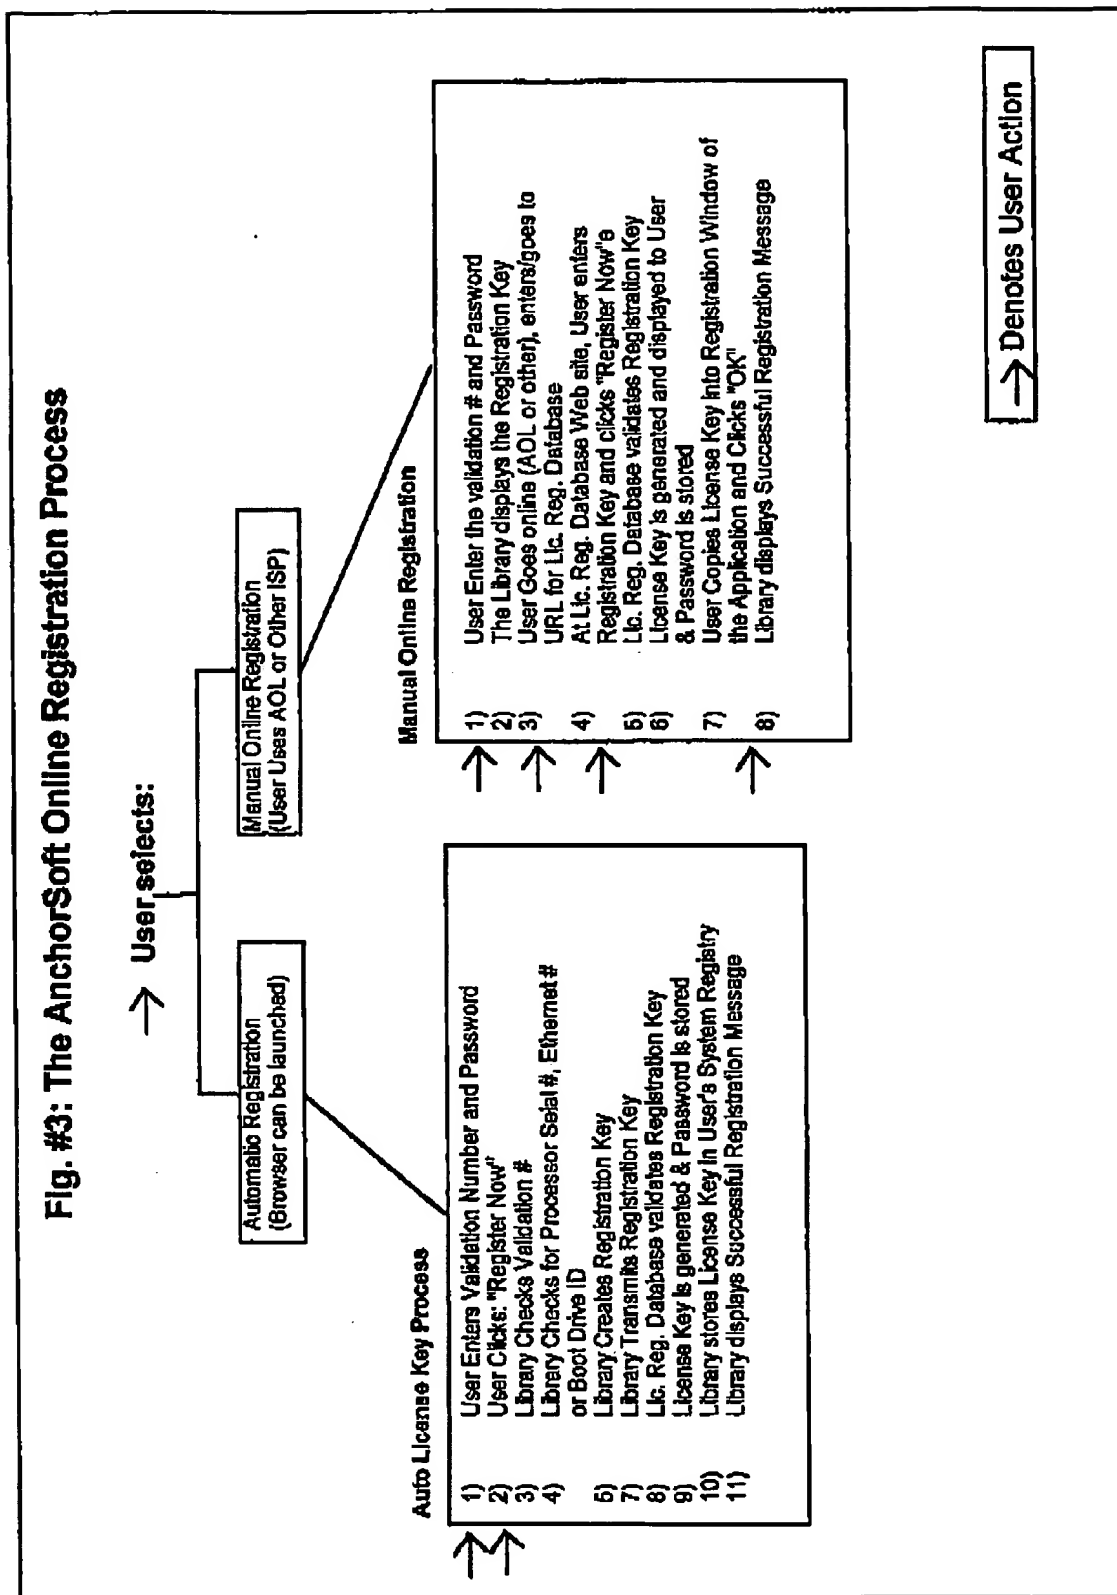 Fig. #3: The AnchorSoft Online Registration Process
User selects:
Automatic Registration
(Browser can be launched)
Manual Online Registration
(User Uses AOL or Other ISP)
Auto License Key Process
1) User Enters Validation Number and Password
2) User Clicks: "Register Now"
3) Library Checks Validation #
4) Library Checks for Processor Seial #, Ethernet #
or Boot Drive ID
5) Library Creates Registration Key
7) Library Transmits Registration Key
8) Lic. Reg. Database validates Registration Key
9) License Key is generated & Password is stored
10) Library stores License Key in User's System Registry
11) Library displays Successful Registration Message
Manual Online Registration
1) User Enter the validation # and Password
2) The Library displays the Registration Key
3) User Goes online (AOL or other), enters/goes to
URL for Lic. Reg. Database
4) At Lic. Reg. Database Web site, User enters
Registration Key and clicks "Register Now"s
5) Lic. Reg. Database validates Registration Key
6) License Key is generated and displayed to User
& Password is stored
7) User Copies License Key Into Registration Window of
the Application and Clicks "OK"
8) Library displays Successful Registration Message
Denotes User Action